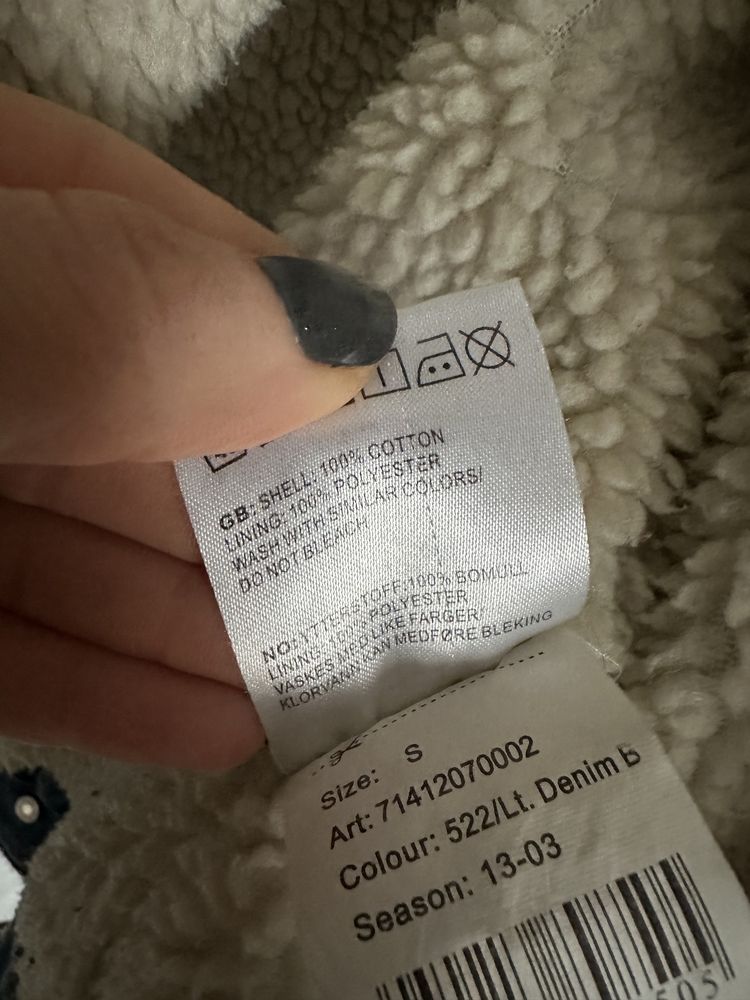 GB: SHELL: 100% COTTON
LINING: 100% POLYESTER
WASH WITH SIMILAR COLORS/
DO NOT BLEACH
NO: YTTERSTOFF: 100% BOMULL
LINING: 100% POLYESTER
VASKES MED LIKE FARGER/
KLORVANN KAN MEDFØRE BLEKING
Size: S
Art: 71412070002
Colour: 522/Lt. Denim B
Season: 13-03
505